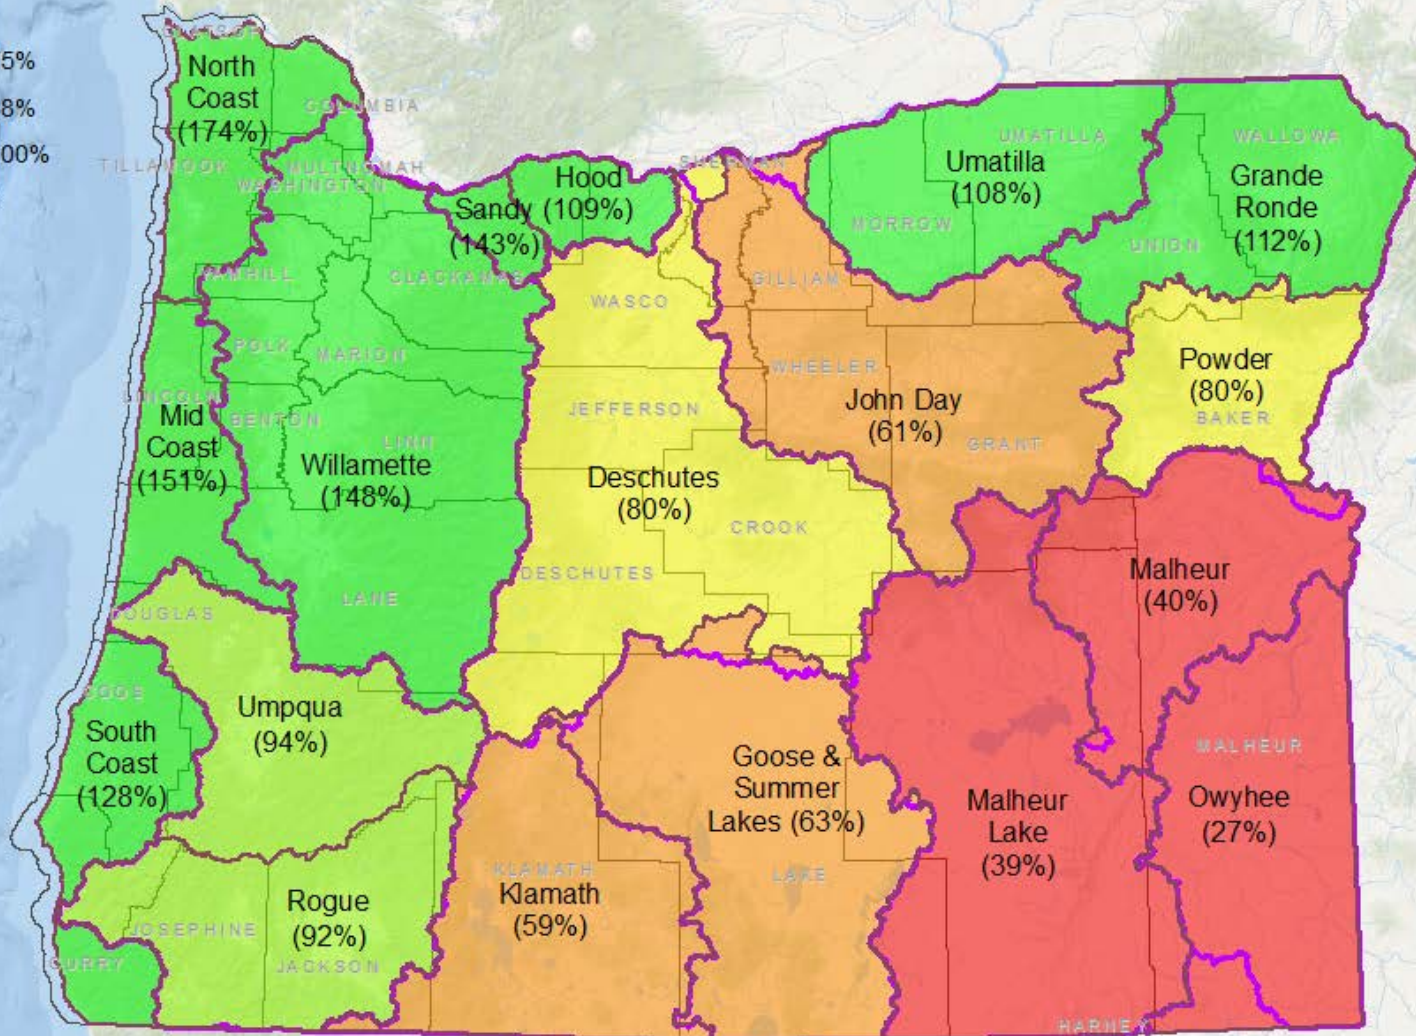 5%
8%
00%
North
Coast
(174%)
COLUMBIA
TILLAMOOK
MULTNOMAH
WASHINGTON
Hood
(109%)
Sandy
(143%)
SHERMAN
UMATILLA
Umatilla
(108%)
MORROW
WALLOWA
Grande
Ronde
(112%)
UNION
YAMHILL
CLACKAMAS
WASCO
GILLIAM
POLK
MARION
WHEELER
Powder
(80%)
BAKER
LINCOLN
Mid
Coast
(151%)
BENTON
LINN
Willamette
(148%)
JEFFERSON
John Day
(61%)
GRANT
Deschutes
(80%)
CROOK
DESCHUTES
Malheur
(40%)
LANE
DOUGLAS
COOS
South
Coast
(128%)
Umpqua
(94%)
Goose &
Summer
Lakes (63%)
LAKE
Malheur
Lake
(39%)
MALHEUR
Owyhee
(27%)
KLAMATH
Klamath
(59%)
Rogue
(92%)
JOSEPHINE
JACKSON
CURRY
HARNEY